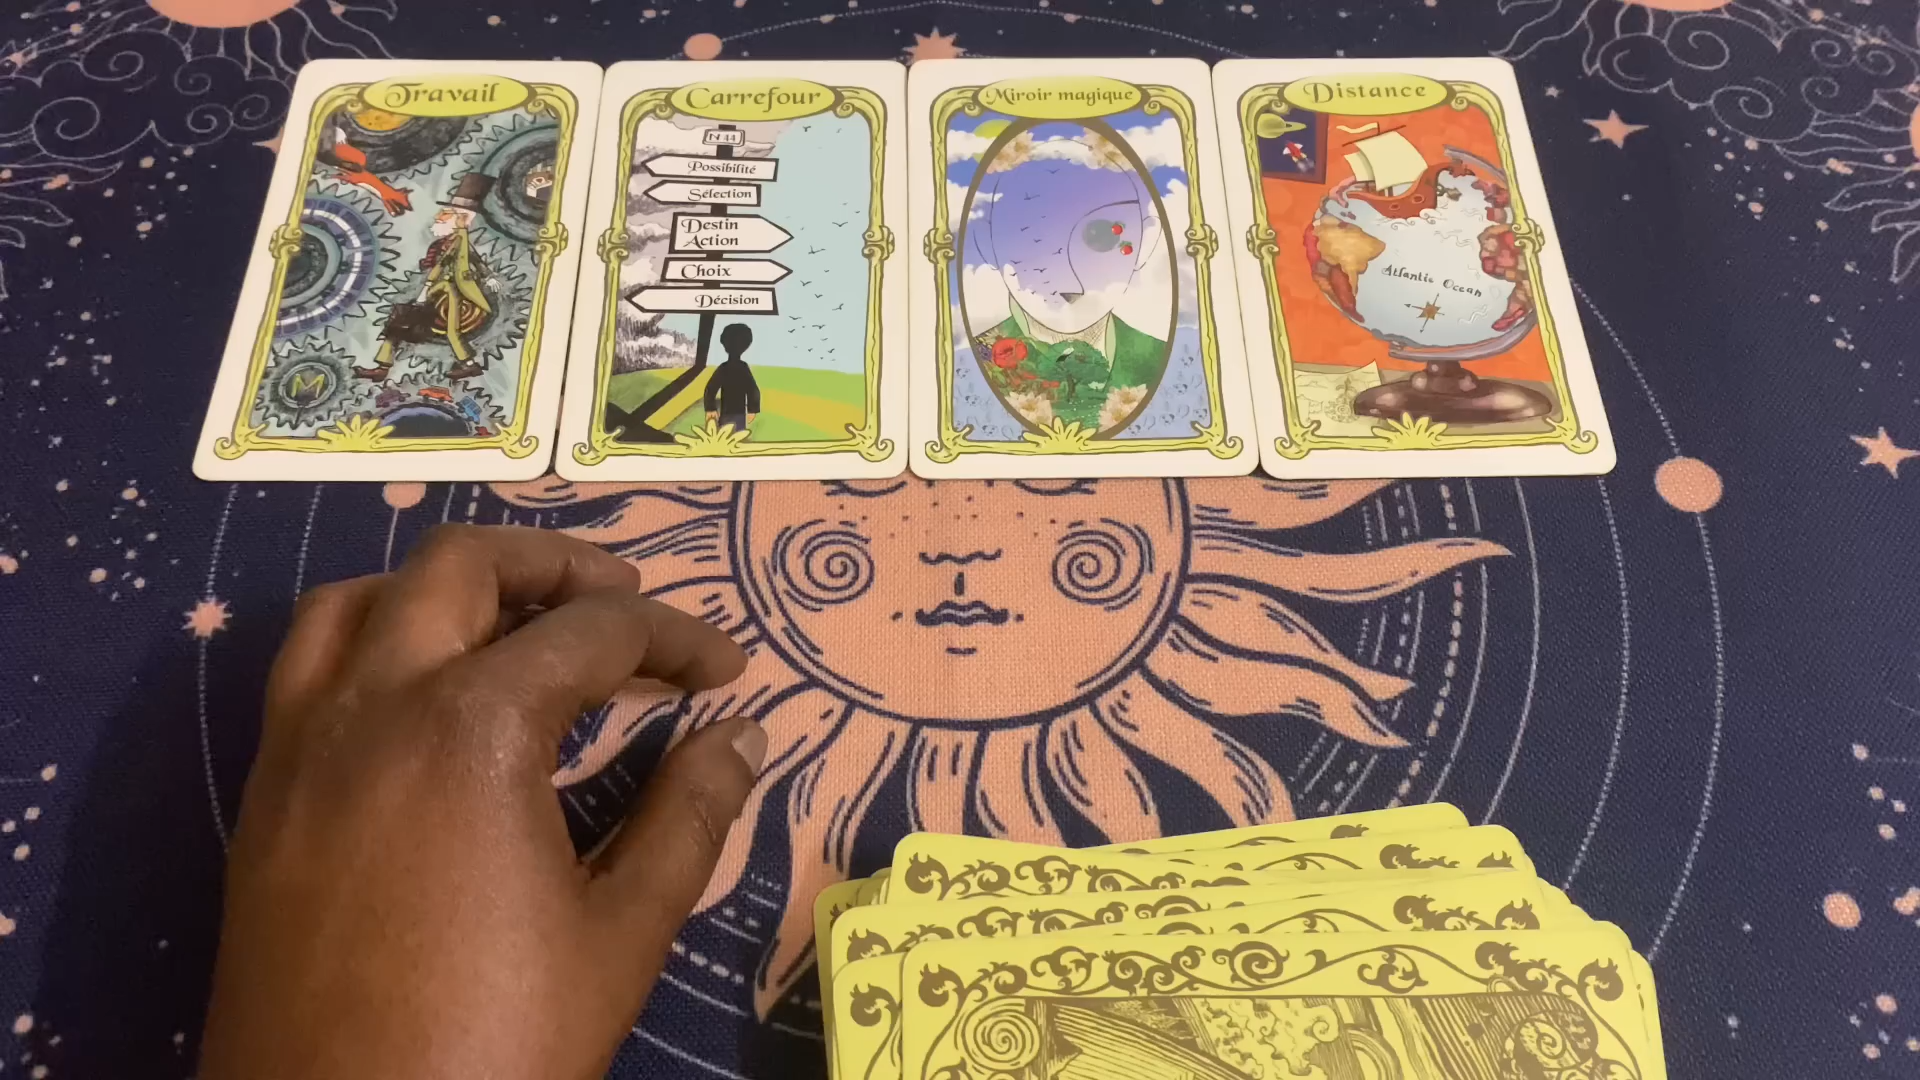 Travail
Carrefour
Miroir magique
Distance
N 44
Possibilité
Sélection
Destin
Action
Choix
Décision
Atlantic Ocean
M